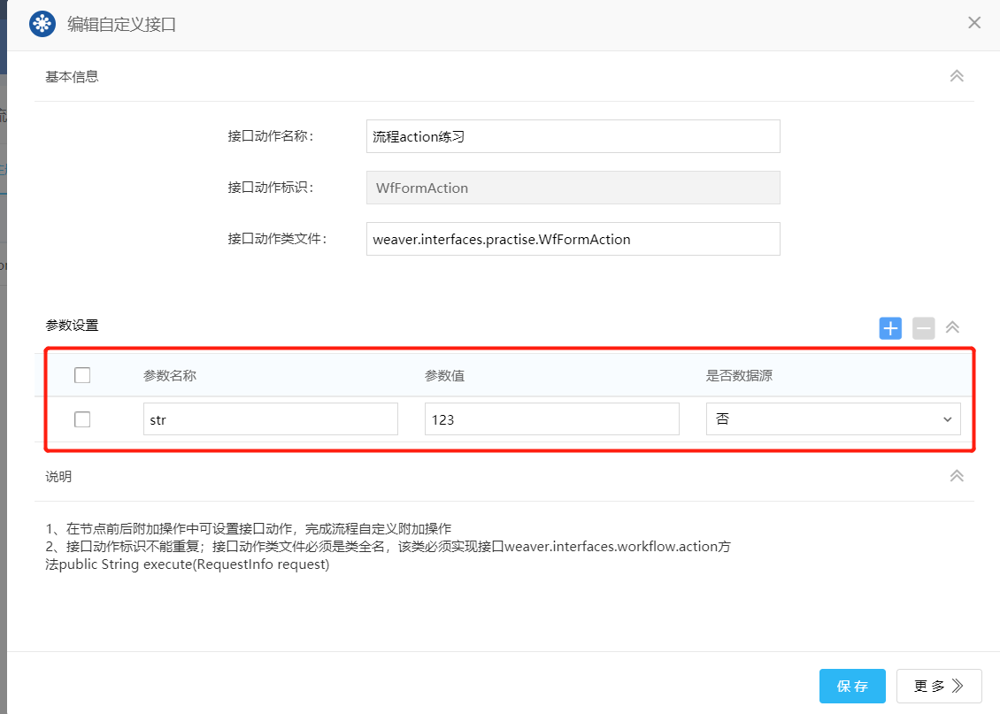 编辑自定义接口
基本信息
接口动作名称：
流程action练习
接口动作标识：
WfFormAction
接口动作类文件：
weaver.interfaces.practise.WfFormAction
参数设置
参数名称 参数值 是否数据源
str 123 否
说明
1、在节点前后附加操作中可设置接口动作，完成流程自定义附加操作
2、接口动作标识不能重复；接口动作类文件必须是类全名，该类必须实现接口weaver.interfaces.workflow.action方
法public String execute(RequestInfo request)
保存 更多